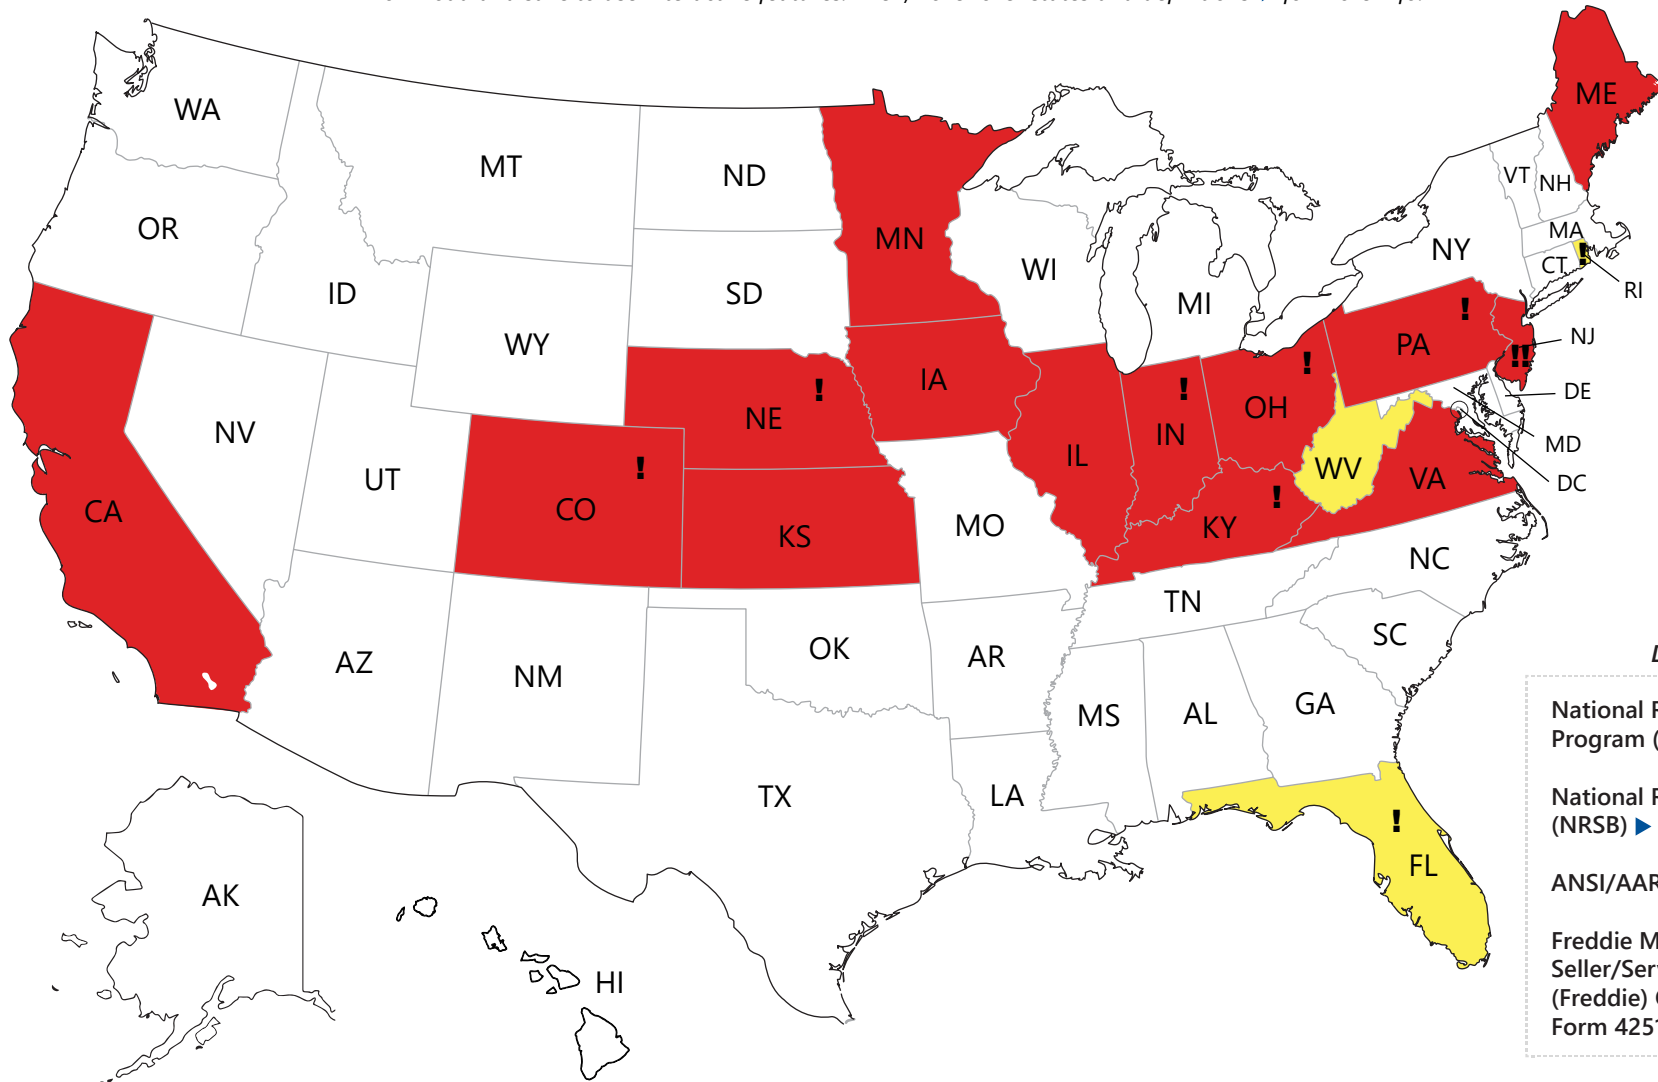 ME
WA
MT
ND
VT
NH
OR
MN
MA
NY
WI
CT
!
ID
SD
MI
RI
!
WY
PA
NJ
!!
!
IA
!
!
DE
NE
OH
NV
IN
MD
IL
!
WV
UT
VA
DC
!
CO
CA
KY
MO
KS
NC
TN
SC
OK
AR
AZ
NM
GA
MS
AL
TX
LA
!
FL
AK
HI
National
Program (
National
(NRSB) ▶
ANSI/AAR
Freddie M
Seller/Ser
(Freddie)
Form 425